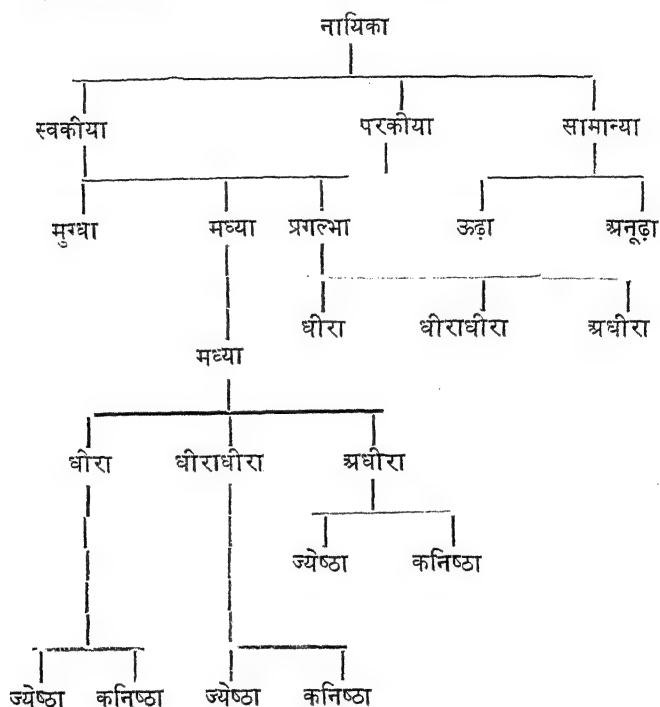 नायिका
स्वकीया परकीया सामान्या
मुग्धा मध्या प्रगल्भा ऊढ़ा अनूढ़ा
धीरा धीराधीरा अधीरा
मध्या
धीरा धीराधीरा अधीरा
ज्येष्ठा कनिष्ठा
ज्येष्ठा कनिष्ठा ज्येष्ठा कनिष्ठा